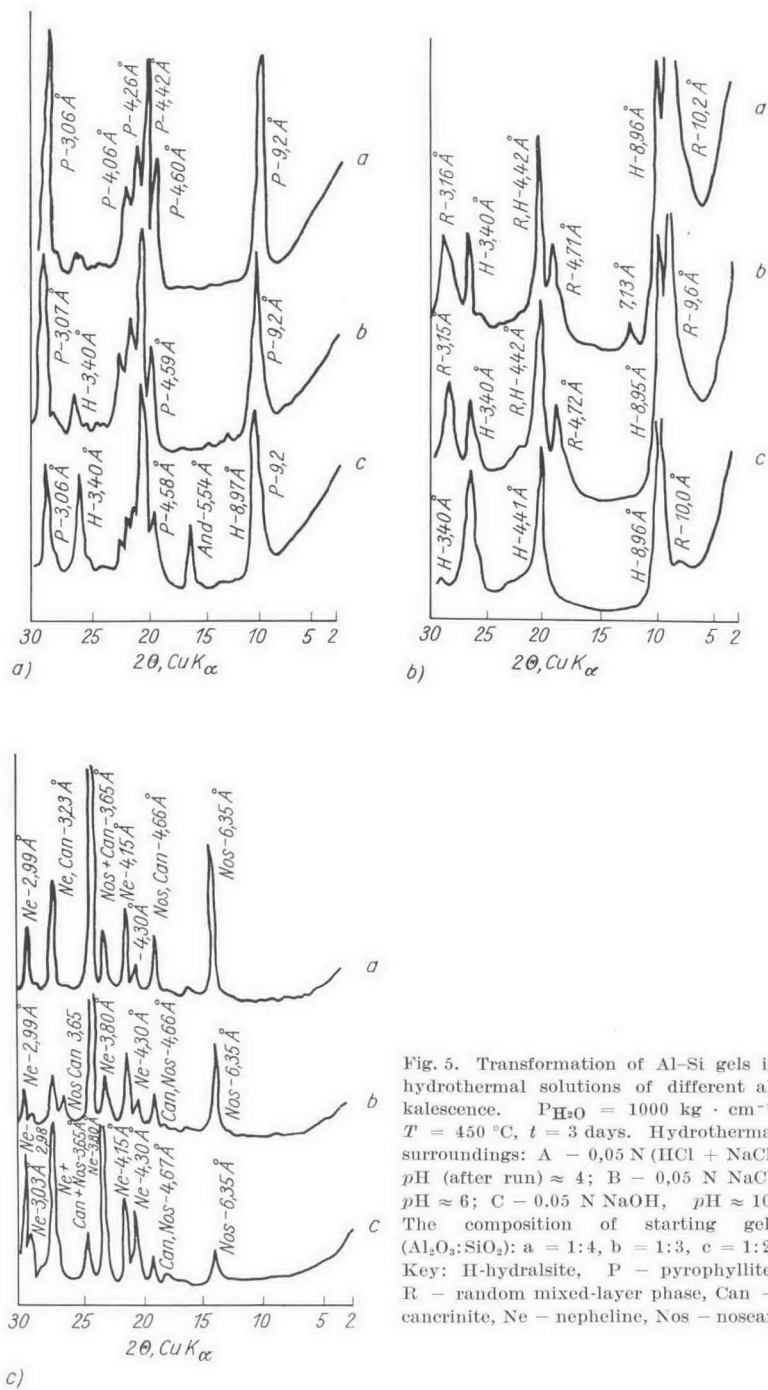 P-3,06Å
P-4,06Å
P-4,26Å
P-4,42Å
P-4,60Å
P-9,2Å
a
P-3,07Å
H-3,40Å
P-4,59Å
P-9,2Å
b
P-3,06Å
H-3,40Å
P-4,58Å
And-5,54Å
H-8,97Å
P-9,2
c
30 25 20 15 10 5 2
2Θ, CuKα
a)
R-3,16Å
H-3,40Å
R,H-4,42Å
R-4,71Å
7,13Å
H-8,96Å
R-10,2Å
a
R-3,15Å
H-3,40Å
R,H-4,42Å
R-4,72Å
H-8,95Å
R-9,6Å
b
H-3,40Å
H-4,41Å
H-8,96Å
R-10,0Å
c
30 25 20 15 10 5 2
2Θ, CuKα
b)
Ne-2,99Å
Ne, Can-3,23Å
Nos+Can-3,65Å
Ne-4,15Å
-4,30Å
Nos, Can-4,66Å
Nos-6,35Å
a
Ne-2,99Å
Nos Can 3,65
Ne-3,80Å
Ne-4,30Å
Can, Nos-4,66Å
Nos-6,35Å
b
Ne-2,98
Ne-3,03Å
Ne+
Can+Nos-3,65Å
Ne-3,80Å
Ne-4,15Å
Ne-4,30Å
Can, Nos-4,67Å
Nos-6,35Å
c
30 25 20 15 10 5 2
2Θ, CuKα
c)
Fig. 5. Transformation of Al–Si gels i
hydrothermal solutions of different al
kalescence. P_H2O = 1000 kg · cm⁻
T = 450 °C, t = 3 days. Hydrotherma
surroundings: A – 0,05 N (HCl + NaCl
pH (after run) ≈ 4; B – 0,05 N NaC
pH ≈ 6; C – 0.05 N NaOH, pH ≈ 10
The composition of starting gel
(Al₂O₃:SiO₂): a = 1:4, b = 1:3, c = 1:2
Key: H-hydralsite, P – pyrophyllite
R – random mixed-layer phase, Can –
cancrinite, Ne – nepheline, Nos – nosean